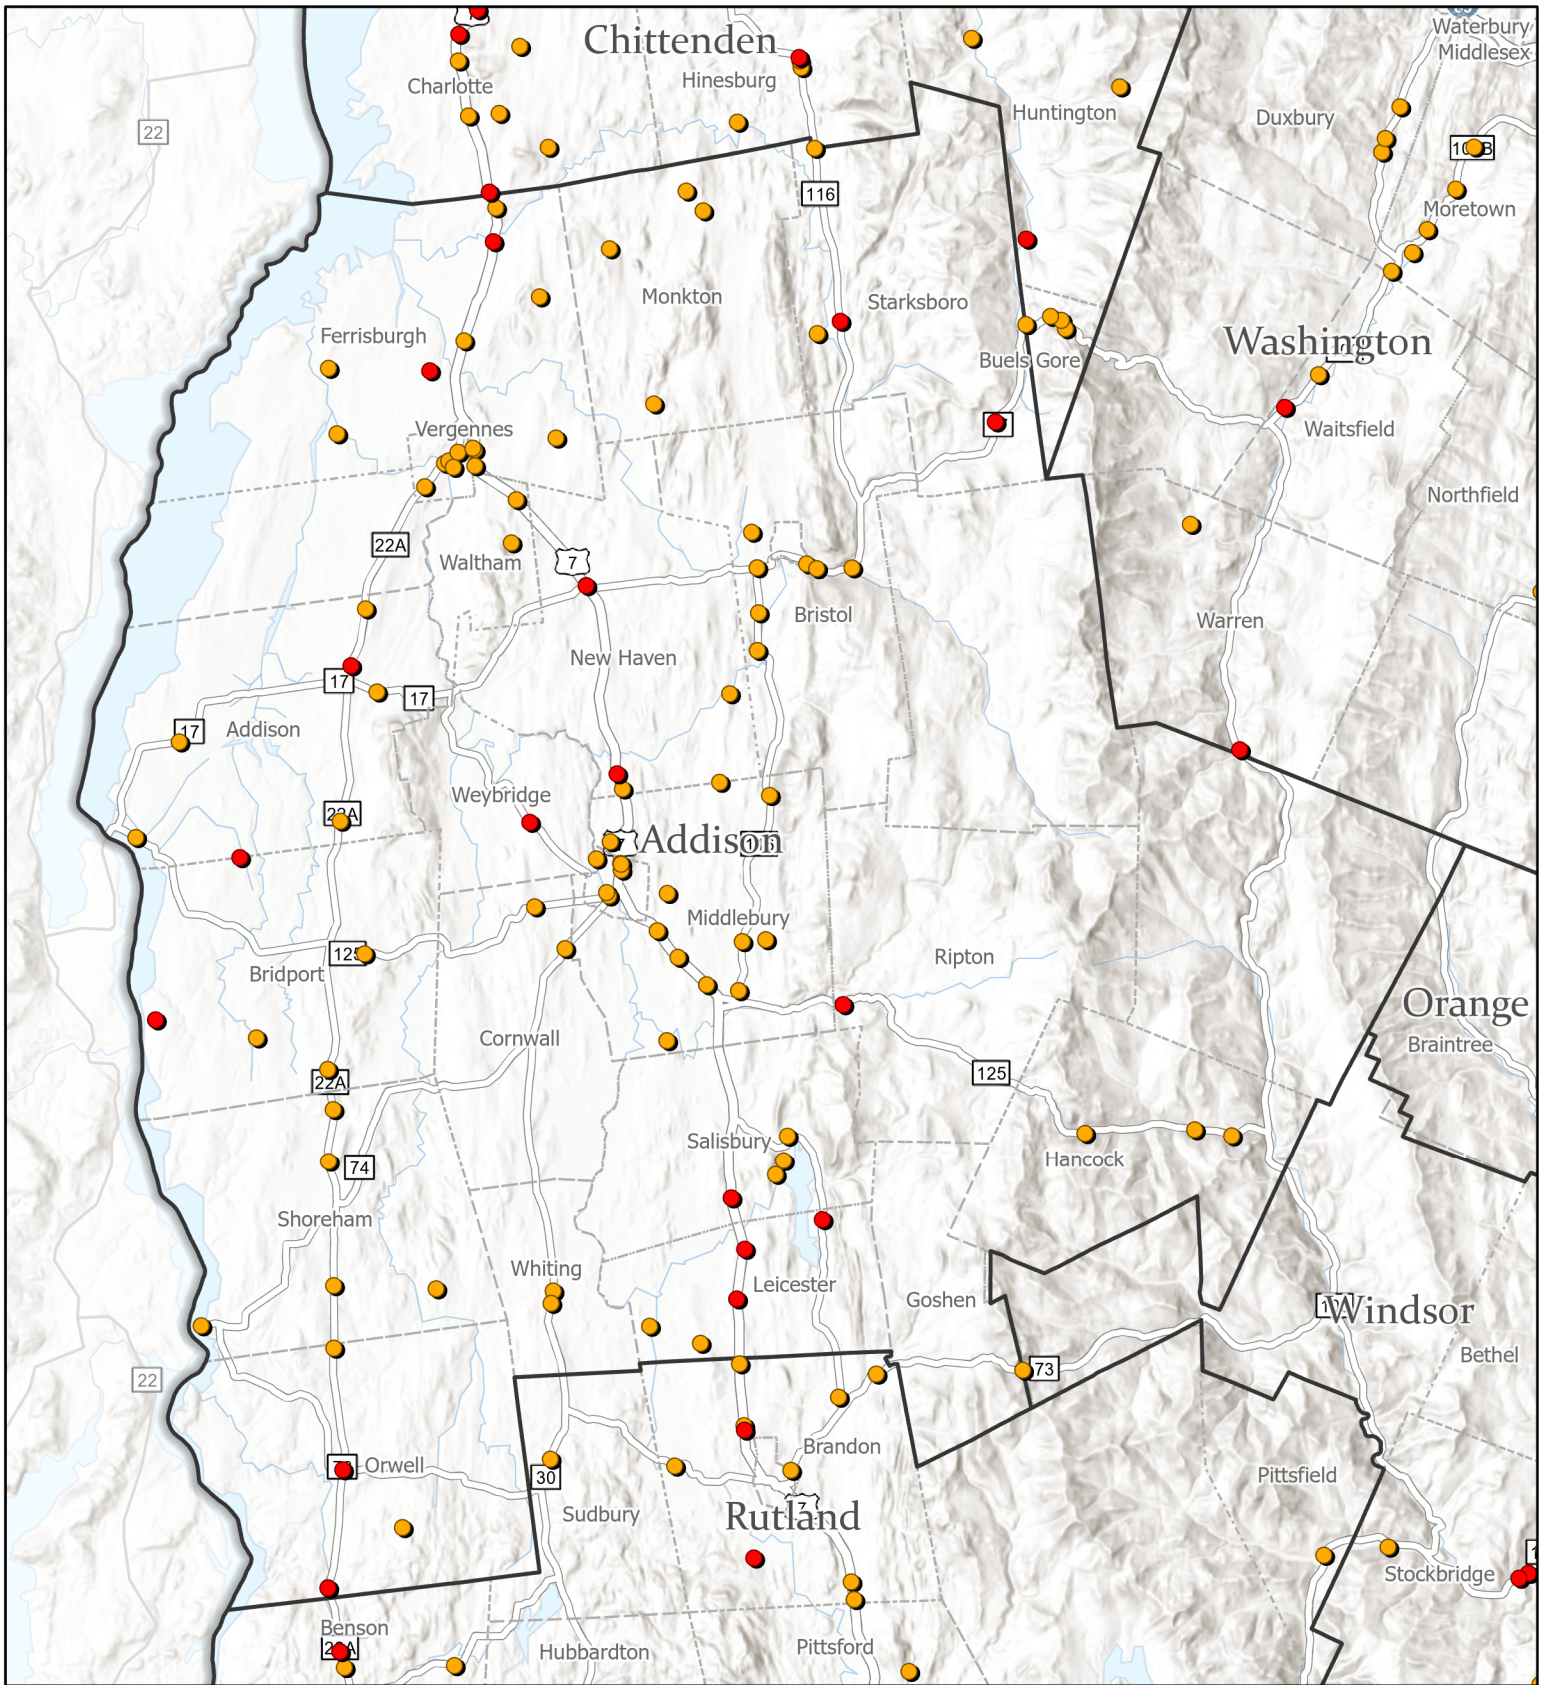 Chittenden
Waterbury
Middlesex
Charlotte
Hinesburg
Huntington
Duxbury
22
116
Moretown
Monkton
Starksboro
Ferrisburgh
Washington
Buels Gore
Vergennes
Waitsfield
Northfield
22A
Waltham
7
Bristol
Warren
New Haven
17
17
17
Addison
Weybridge
22A
Addison
Middlebury
125
Bridport
Ripton
Orange
Cornwall
Braintree
22A
125
Salisbury
74
Hancock
Shoreham
Whiting
Leicester
Goshen
Windsor
73
Bethel
22
Brandon
Orwell
30
Pittsfield
Sudbury
7
Rutland
Stockbridge
Benson
Pittsford
Hubbardton